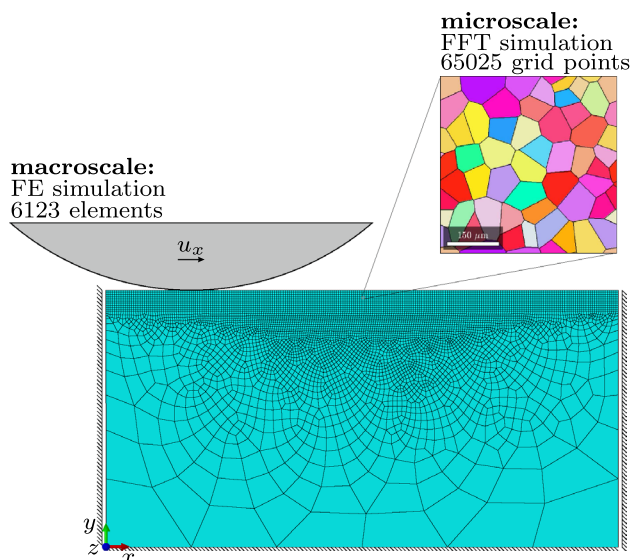 microscale:
FFT simulation
65025 grid points
macroscale:
FE simulation
6123 elements
150 μm
u_x
y
z
x